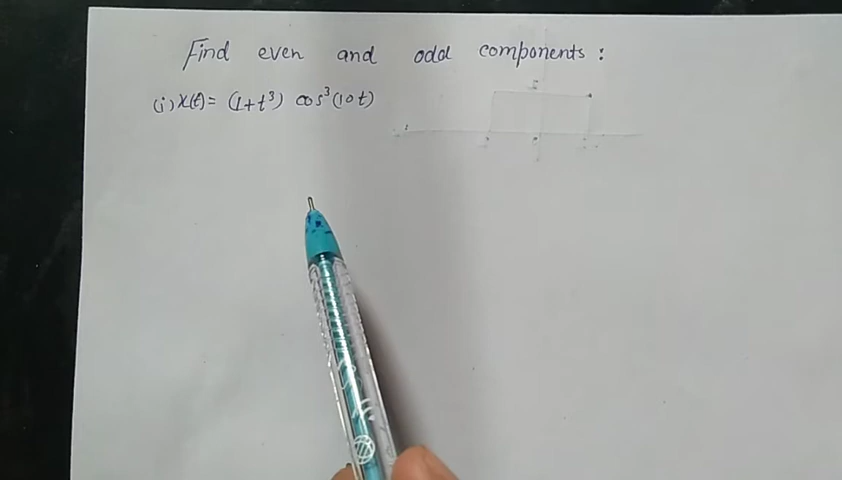 Find even and odd components :
(i) x(t) = (1+t³) cos³(10t)